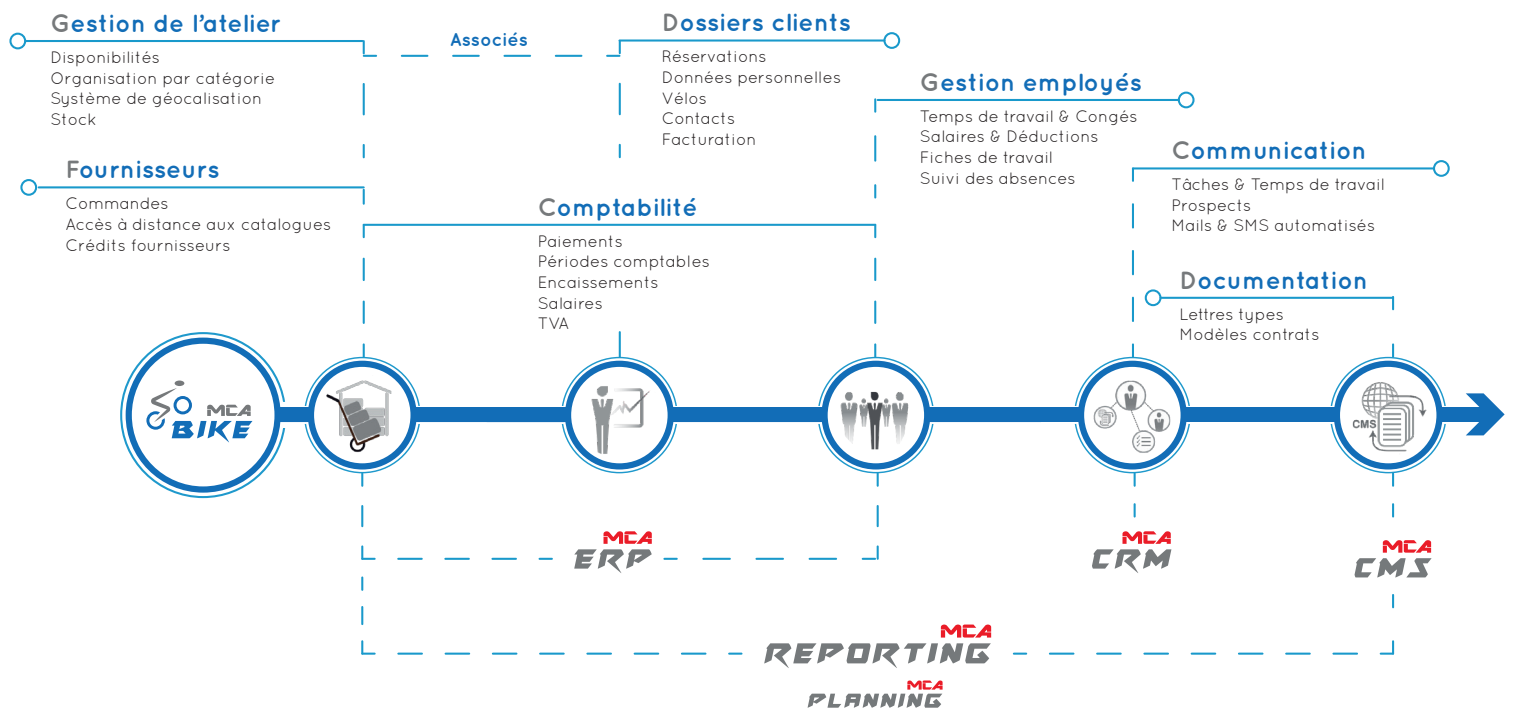 Gestion de l'atelier
Disponibilités
Organisation par catégorie
Système de géocalisation
Stock
Associés
Dossiers clients
Réservations
Données personnelles
Vélos
Contacts
Facturation
Gestion employés
Temps de travail & Congés
Salaires & Déductions
Fiches de travail
Suivi des absences
Communication
Tâches & Temps de travail
Prospects
Mails & SMS automatisés
Fournisseurs
Commandes
Accès à distance aux catalogues
Crédits fournisseurs
Comptabilité
Paiements
Périodes comptables
Encaissements
Salaires
TVA
Documentation
Lettres types
Modèles contrats
MCA
BIKE
CMS
MCA
ERP
MCA
CRM
MCA
CMS
MCA
REPORTING
MCA
PLANNING